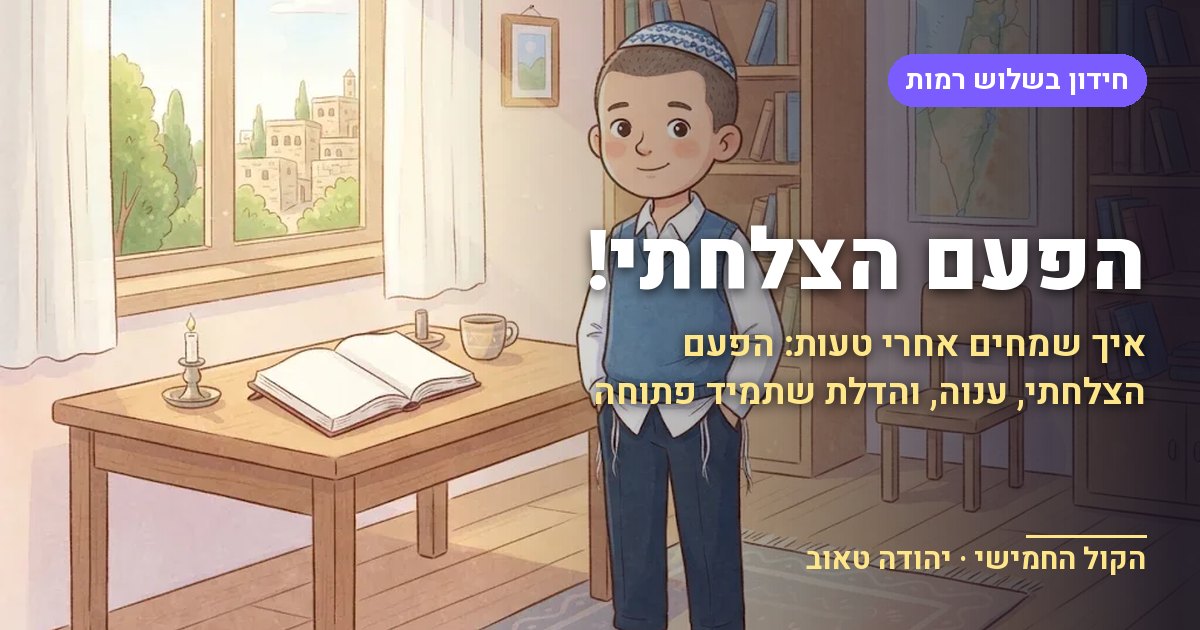 חידון בשלוש רמות
הפעם הצלחתי!
איך שמחים אחרי טעות: הפעם
הצלחתי, ענוה, והדלת שתמיד פתוחה
הקול החמישי · יהודה טאוב